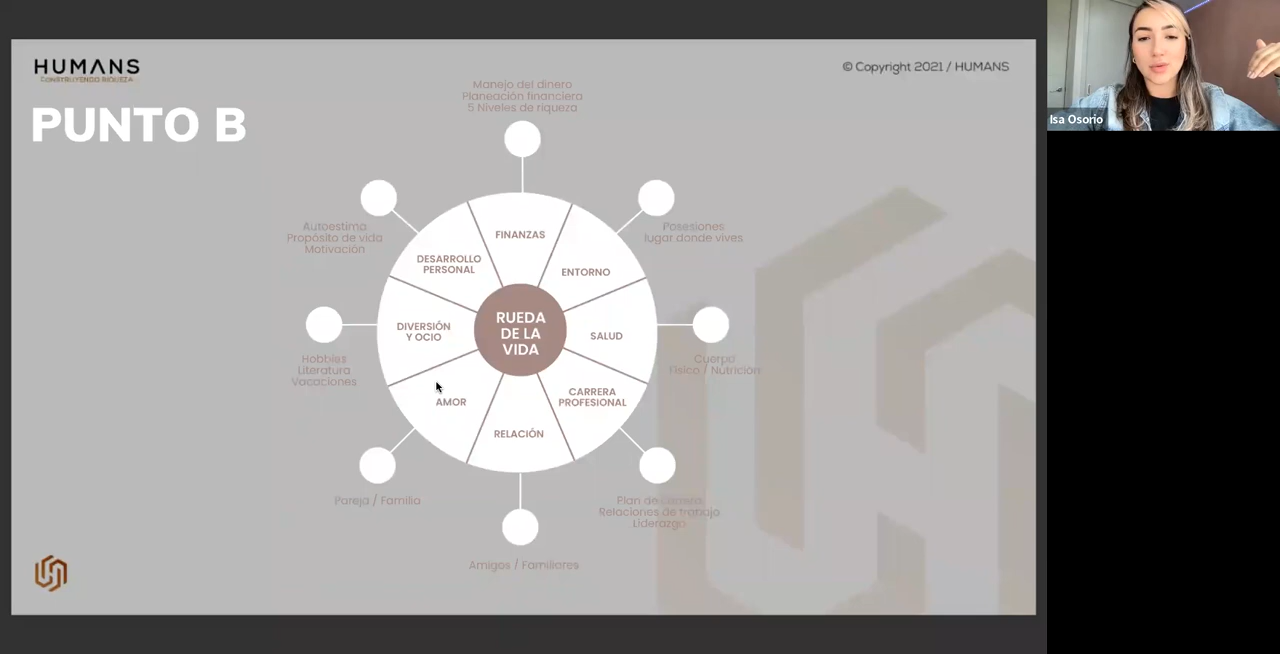 HUMANS
CONSTRUYENDO RIQUEZA
© Copyright 2021 / HUMANS
PUNTO B
Manejo del dinero
Planeación financiera
5 Niveles de riqueza
Autoestima
Propósito de vida
Motivación
Posesiones
lugar donde vives
FINANZAS
DESARROLLO
PERSONAL
ENTORNO
DIVERSIÓN
Y OCIO
RUEDA
DE LA
VIDA
SALUD
Hobbies
Literatura
Vacaciones
Cuerpo
Físico / Nutrición
AMOR
CARRERA
PROFESIONAL
RELACIÓN
Pareja / Familia
Plan de carrera
Relaciones de trabajo
Liderazgo
Amigos / Familiares
Isa Osorio